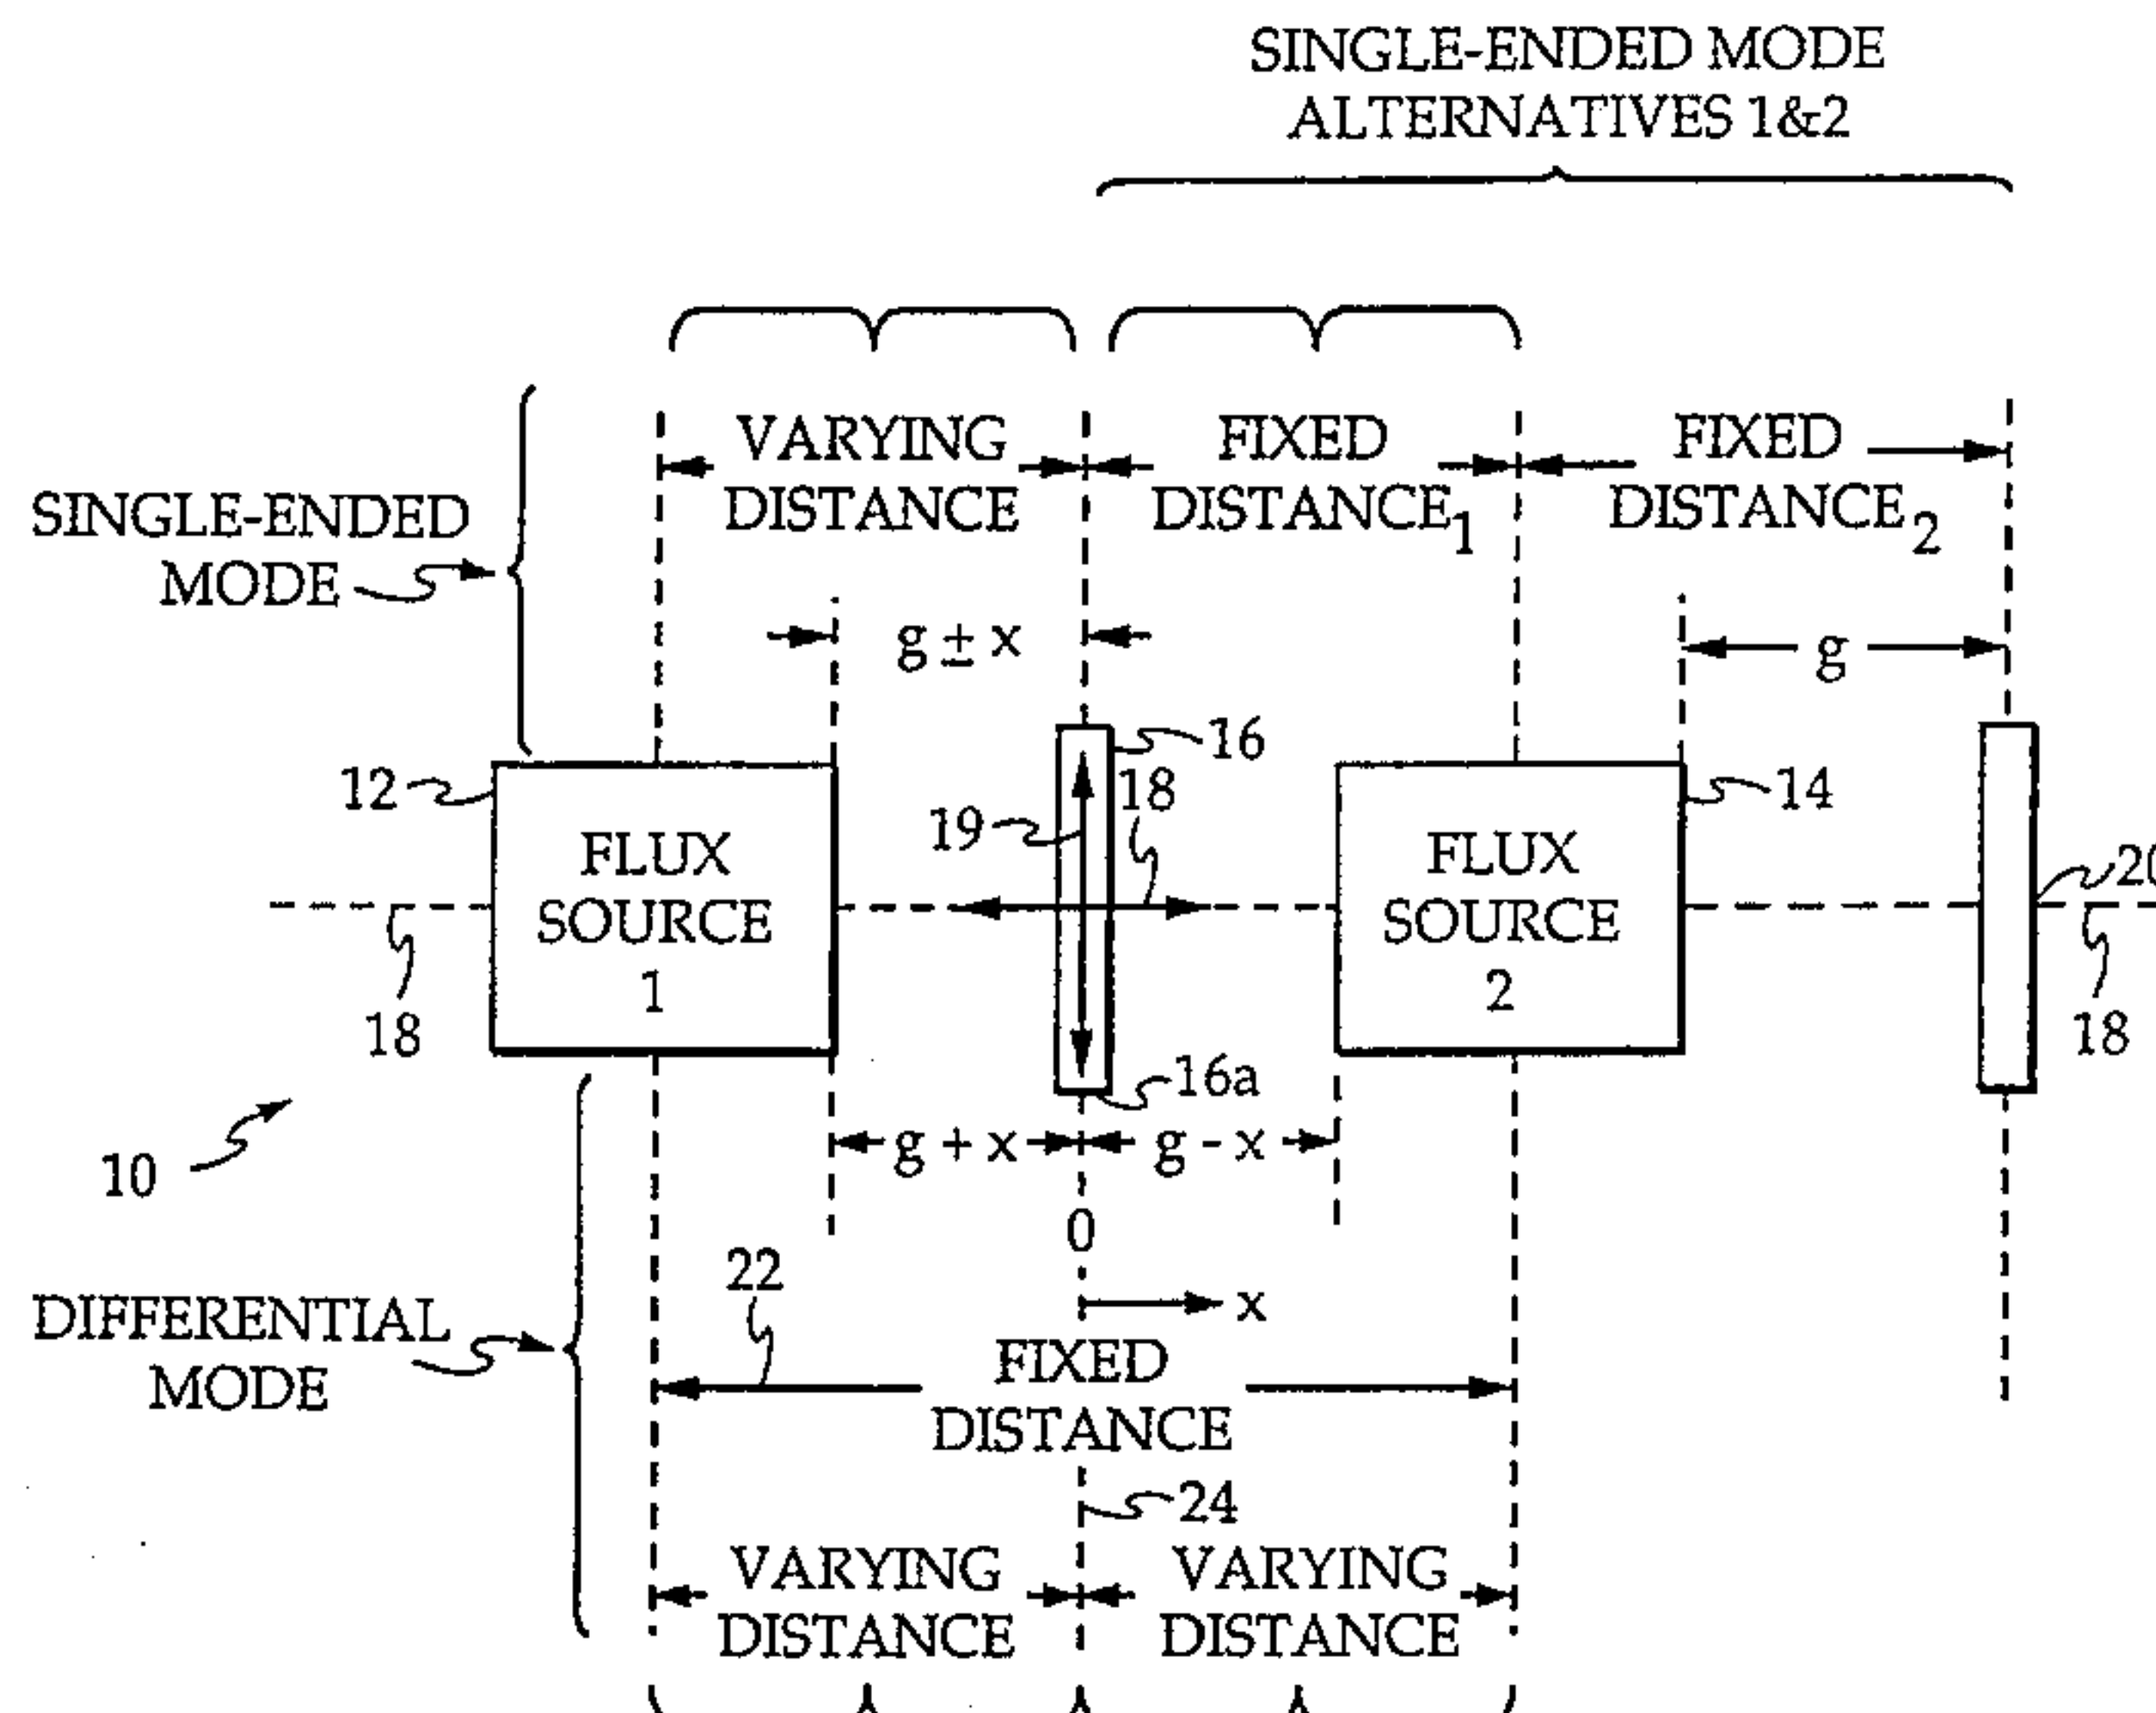 SINGLE-ENDED MODE
ALTERNATIVES 1&2
VARYING
DISTANCE
FIXED
DISTANCE1
FIXED
DISTANCE2
SINGLE-ENDED
MODE
g ± x
g
16
18
12
14
19
FLUX
SOURCE
1
FLUX
SOURCE
2
20
18
18
16a
10
g + x
g - x
0
22
x
DIFFERENTIAL
MODE
FIXED
DISTANCE
24
VARYING
DISTANCE
VARYING
DISTANCE